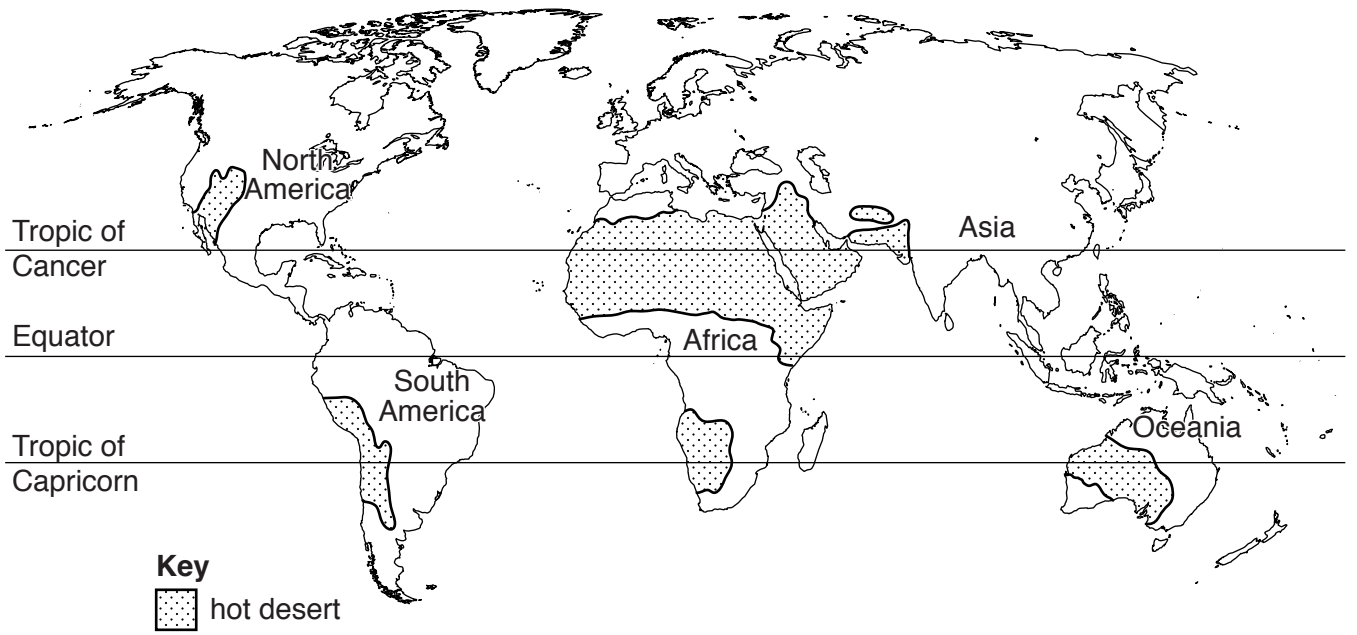 North
America
Tropic of
Cancer
Asia
Equator
Africa
South
America
Oceania
Tropic of
Capricorn
Key
hot desert